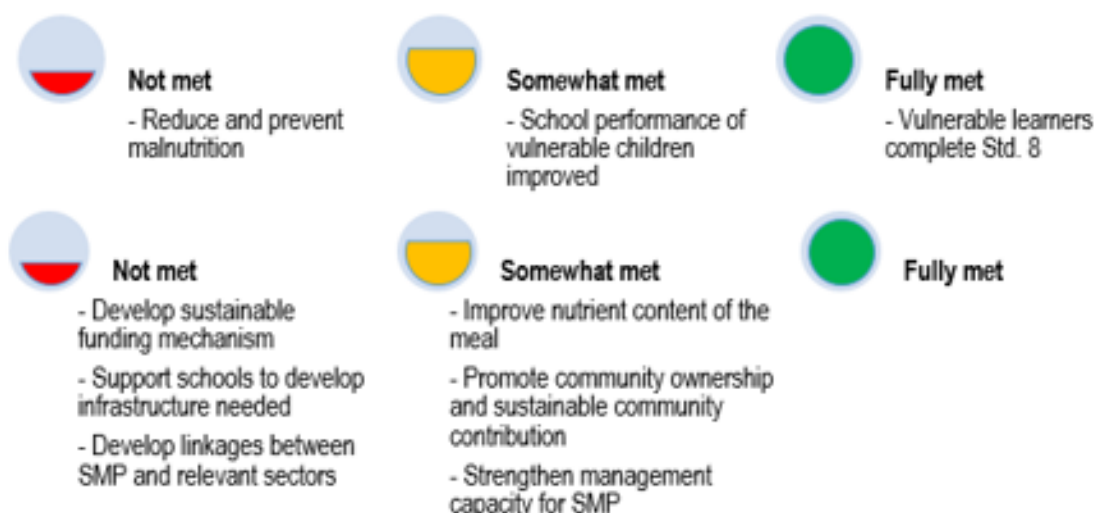 Not met
- Reduce and prevent
malnutrition
Somewhat met
- School performance of
vulnerable children
improved
Fully met
- Vulnerable learners
complete Std. 8
Not met
- Develop sustainable
funding mechanism
- Support schools to develop
infrastructure needed
- Develop linkages between
SMP and relevant sectors
Somewhat met
- Improve nutrient content of the
meal
- Promote community ownership
and sustainable community
contribution
- Strengthen management
capacity for SMP
Fully met